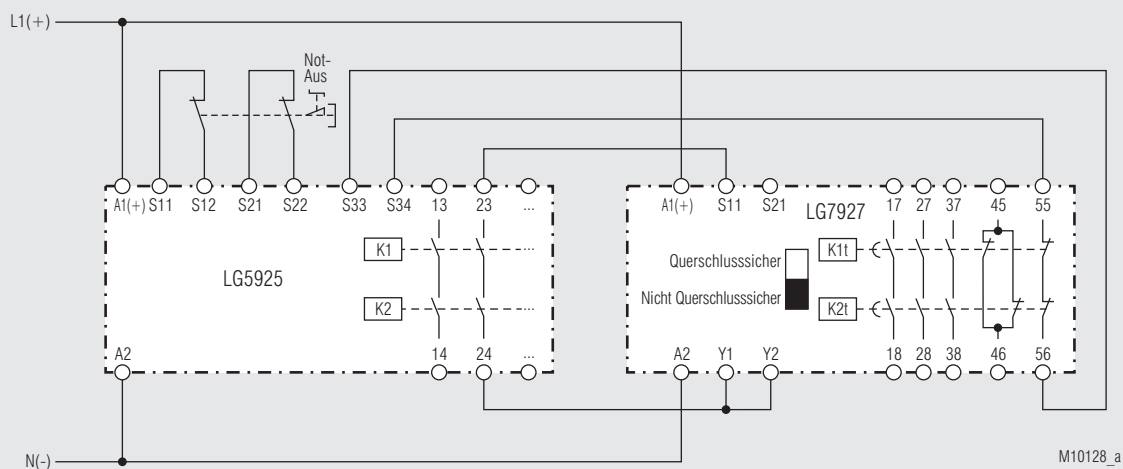 L1(+)
Not-
Aus
A1(+) S11 S12 S21 S22 S33 S34 13 23 ...
LG5925
K1 ...
K2 ...
A2 14 24 ...
A1(+) S11 S21 17 27 37 45 55
LG7927
Querschlusssicher
Nicht Querschlusssicher
K1t
K2t
A2 Y1 Y2 18 28 38 46 56
N(-)
M10128_a